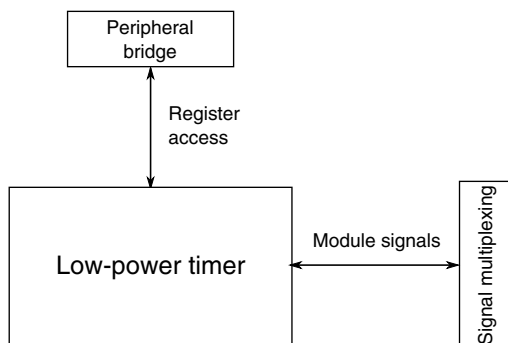 Peripheral
bridge
Register
access
Low-power timer
Module signals
Signal multiplexing